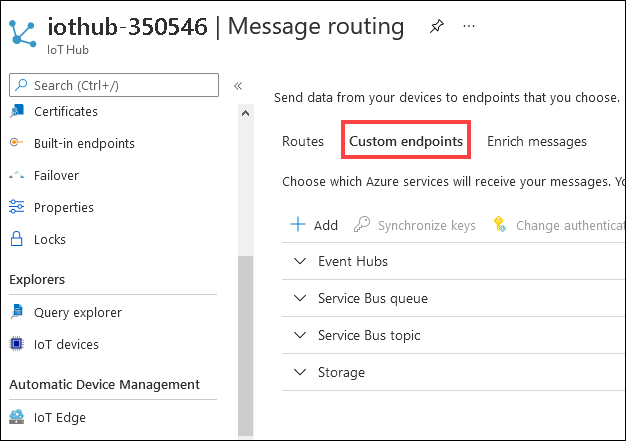 iothub-350546 | Message routing
IoT Hub
Search (Ctrl+/)
Certificates
Built-in endpoints
Failover
Properties
Locks
Explorers
Query explorer
IoT devices
Automatic Device Management
IoT Edge
Send data from your devices to endpoints that you choose.
Routes Custom endpoints Enrich messages
Choose which Azure services will receive your messages. Yo
Add Synchronize keys Change authenticat
Event Hubs
Service Bus queue
Service Bus topic
Storage